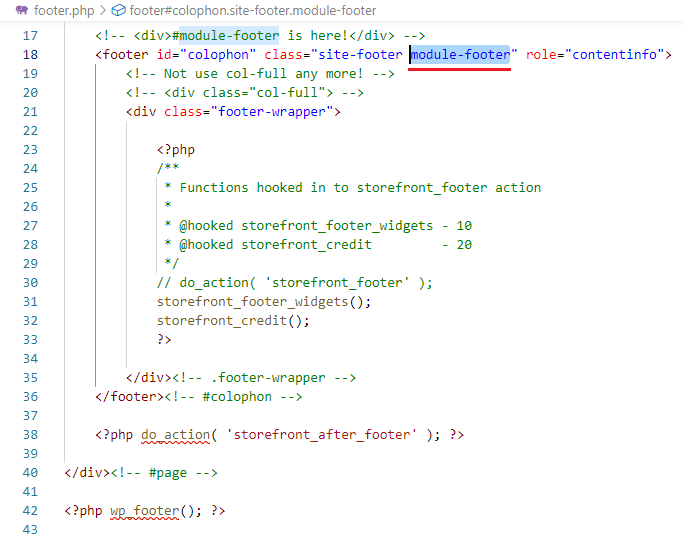 footer.php > footer#colophon.site-footer.module-footer
17 <!-- <div>#module-footer is here!</div> -->
18 <footer id="colophon" class="site-footer module-footer" role="contentinfo">
19 <!-- Not use col-full any more! -->
20 <!-- <div class="col-full"> -->
21 <div class="footer-wrapper">
22
23 <?php
24 /**
25 * Functions hooked in to storefront_footer action
26 *
27 * @hooked storefront_footer_widgets - 10
28 * @hooked storefront_credit - 20
29 */
30 // do_action( 'storefront_footer' );
31 storefront_footer_widgets();
32 storefront_credit();
33 ?>
34
35 </div><!-- .footer-wrapper -->
36 </footer><!-- #colophon -->
37
38 <?php do_action( 'storefront_after_footer' ); ?>
39
40 </div><!-- #page -->
41
42 <?php wp_footer(); ?>
43